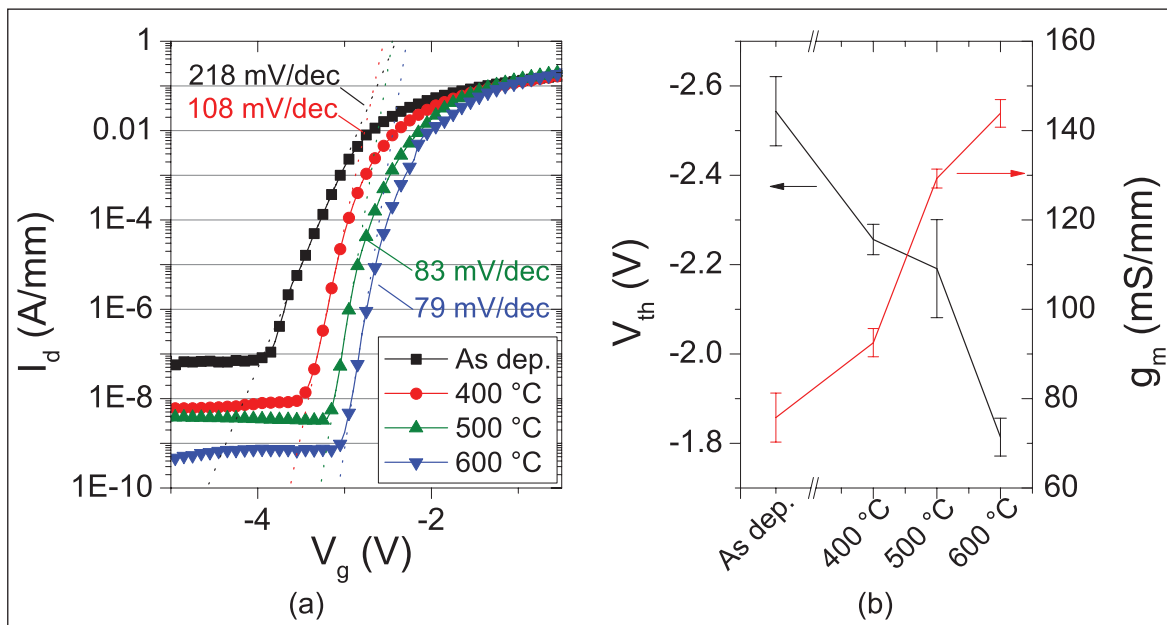 218 mV/dec
108 mV/dec
83 mV/dec
79 mV/dec
As dep.
400 °C
500 °C
600 °C
1
0.01
1E-4
1E-6
1E-8
1E-10
I_d (A/mm)
-4
-2
V_g (V)
(a)
-2.6
-2.4
-2.2
-2.0
-1.8
V_th (V)
160
140
120
100
80
60
g_m (mS/mm)
As dep.
400 °C
500 °C
600 °C
(b)